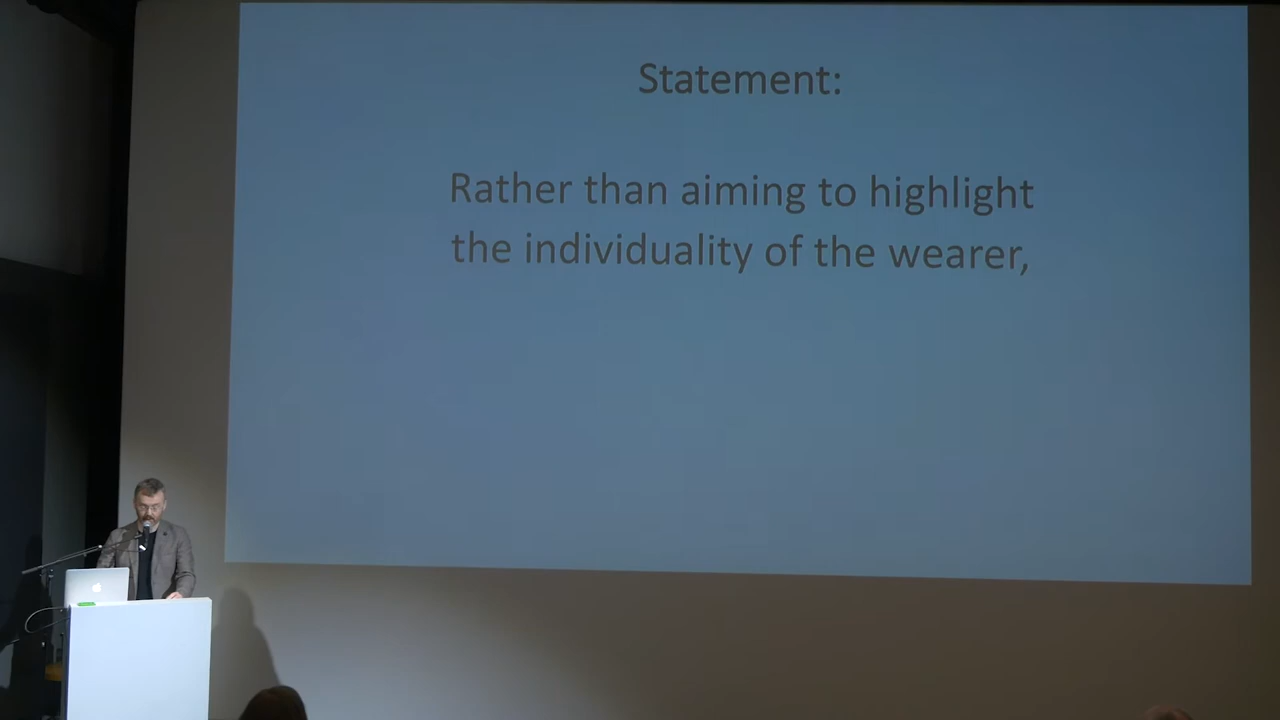 Statement:
Rather than aiming to highlight
the individuality of the wearer,